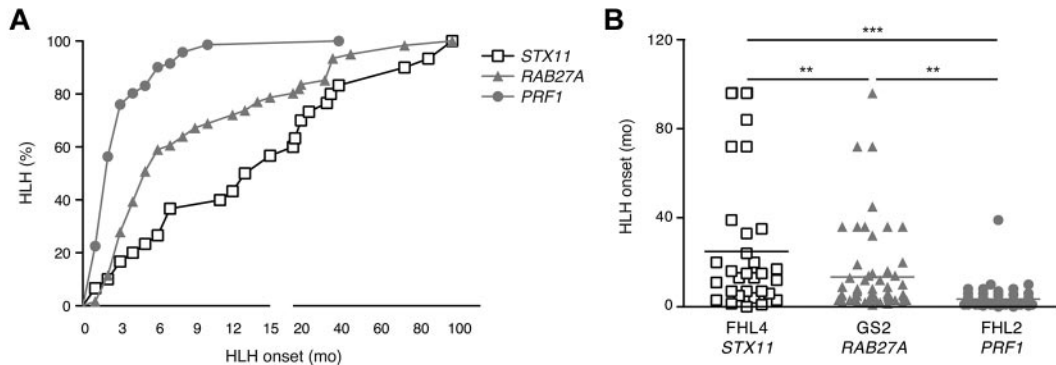 A
100
80
60
40
20
0
HLH (%)
0 3 6 9 12 15 20 40 60 80 100
HLH onset (mo)
STX11
RAB27A
PRF1
B
120
80
40
0
HLH onset (mo)
***
** **
FHL4 GS2 FHL2
STX11 RAB27A PRF1